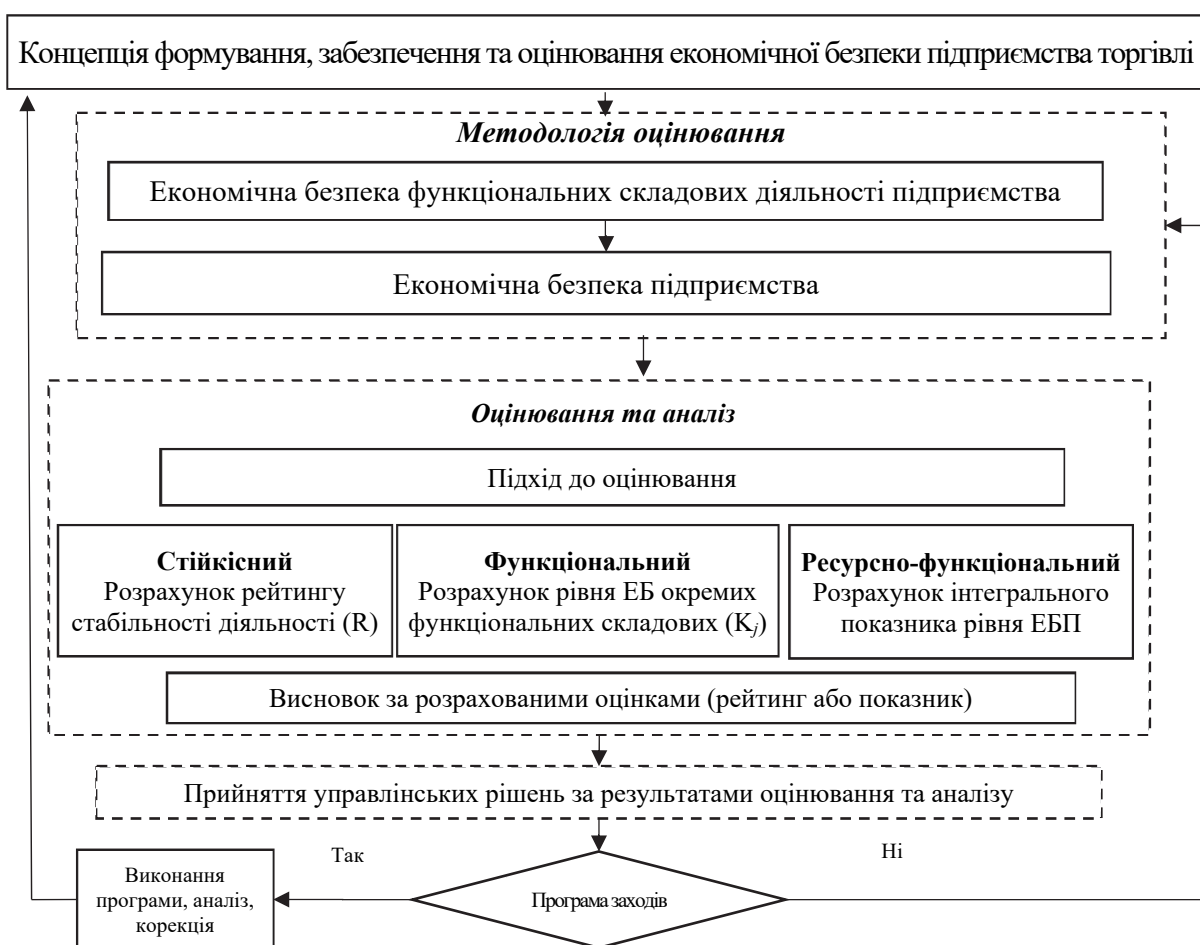 Концепція формування, забезпечення та оцінювання економічної безпеки підприємства торгівлі
Методологія оцінювання
Економічна безпека функціональних складових діяльності підприємства
Економічна безпека підприємства
Оцінювання та аналіз
Підхід до оцінювання
Стійкісний
Розрахунок рейтингу
стабільності діяльності (R)
Функціональний
Розрахунок рівня ЕБ окремих
функціональних складових (Kj)
Ресурсно-функціональний
Розрахунок інтегрального
показника рівня ЕБП
Висновок за розрахованими оцінками (рейтинг або показник)
Прийняття управлінських рішень за результатами оцінювання та аналізу
Так
Ні
Виконання
програми, аналіз,
корекція
Програма заходів